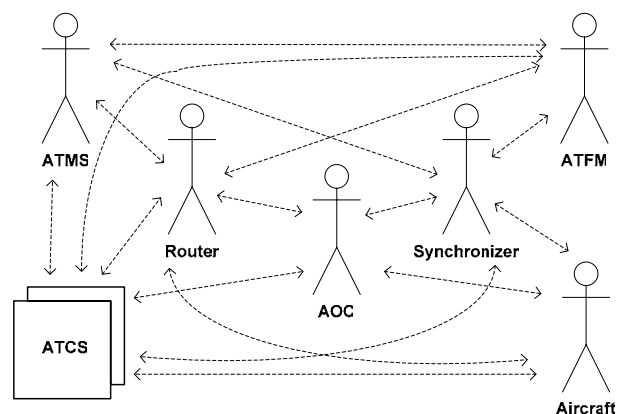 ATMS
ATFM
Router
Synchronizer
AOC
ATCS
Aircraft